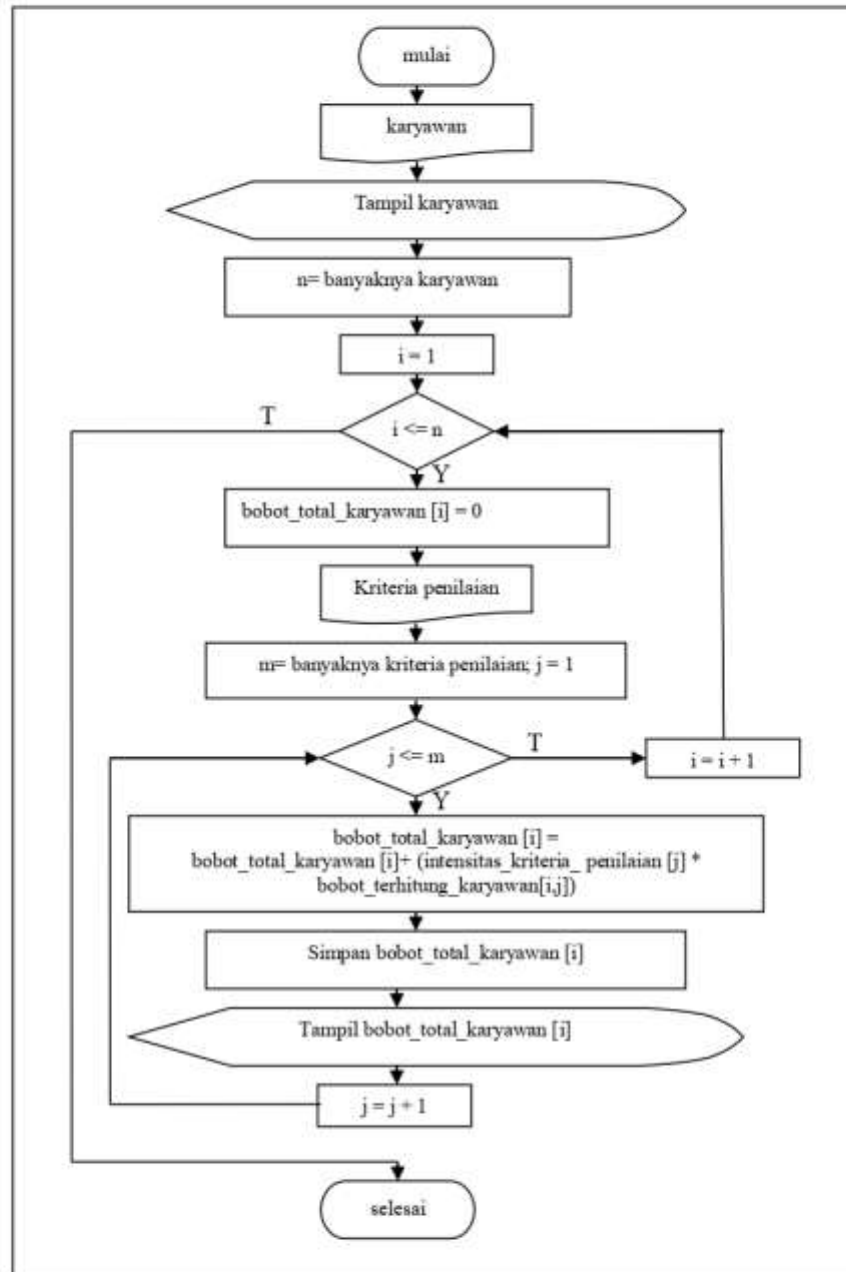 mulai
karyawan
Tampil karyawan
n= banyaknya karyawan
i = 1
T
i <= n
Y
bobot_total_karyawan [i] = 0
Kriteria penilaian
m= banyaknya kriteria penilaian; j = 1
j <= m
T
i = i + 1
Y
bobot_total_karyawan [i] =
bobot_total_karyawan [i]+ (intensitas_kriteria_ penilaian [j] *
bobot_terhitung_karyawan[i,j])
Simpan bobot_total_karyawan [i]
Tampil bobot_total_karyawan [i]
j = j + 1
selesai